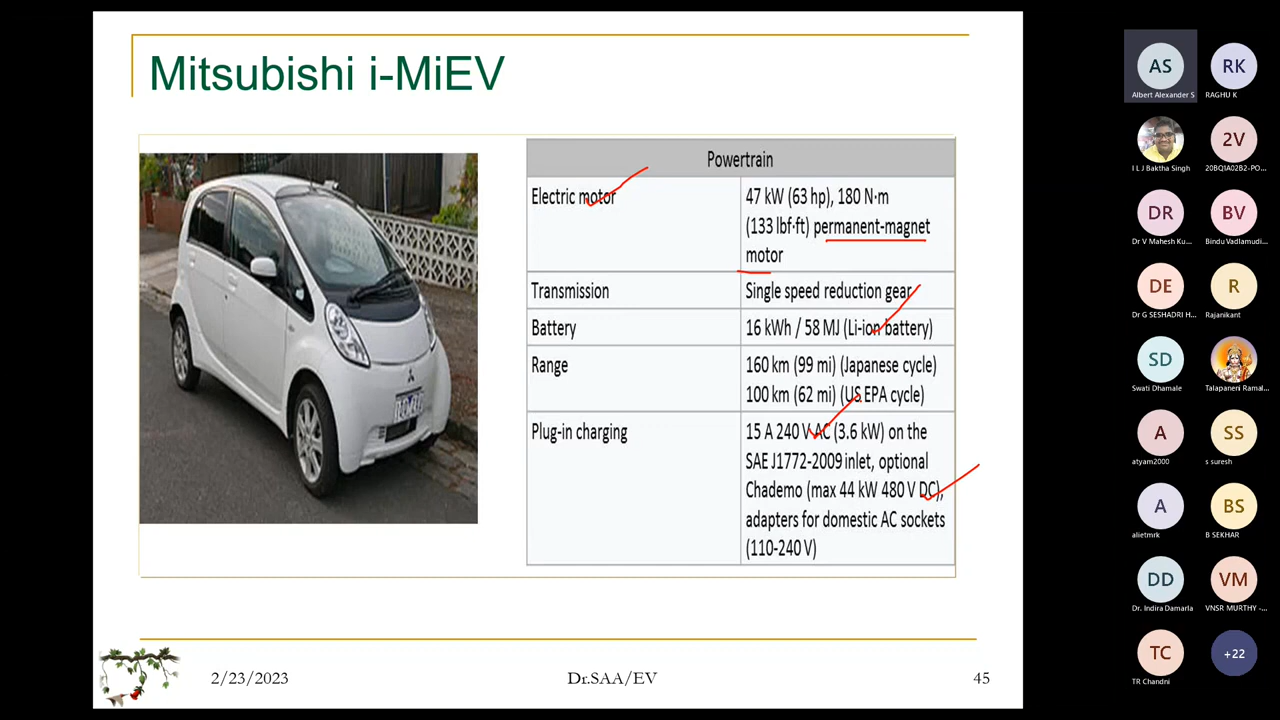 Mitsubishi i-MiEV
Powertrain
Electric motor
47 kW (63 hp), 180 N·m
(133 lbf·ft) permanent-magnet
motor
Transmission
Single speed reduction gear
Battery
16 kWh / 58 MJ (Li-ion battery)
Range
160 km (99 mi) (Japanese cycle)
100 km (62 mi) (US EPA cycle)
Plug-in charging
15 A 240 V AC (3.6 kW) on the
SAE J1772-2009 inlet, optional
Chademo (max 44 kW 480 V DC),
adapters for domestic AC sockets
(110-240 V)
2/23/2023
Dr.SAA/EV
45
AS
RK
Albert Alexander S
RAGHU K
2V
I L J Baktha Singh
20BQ1A02B2-PO...
DR
BV
Dr V Mahesh Ku...
Bindu Vadlamudi...
DE
R
Dr G SESHADRI H...
Rajanikant
SD
Swati Dhamale
Talapaneni Ramal...
A
SS
atyam2000
s suresh
A
BS
alietmrk
B SEKHAR
DD
VM
Dr. Indira Damarla
VNSR MURTHY -...
TC
+22
TR Chandni